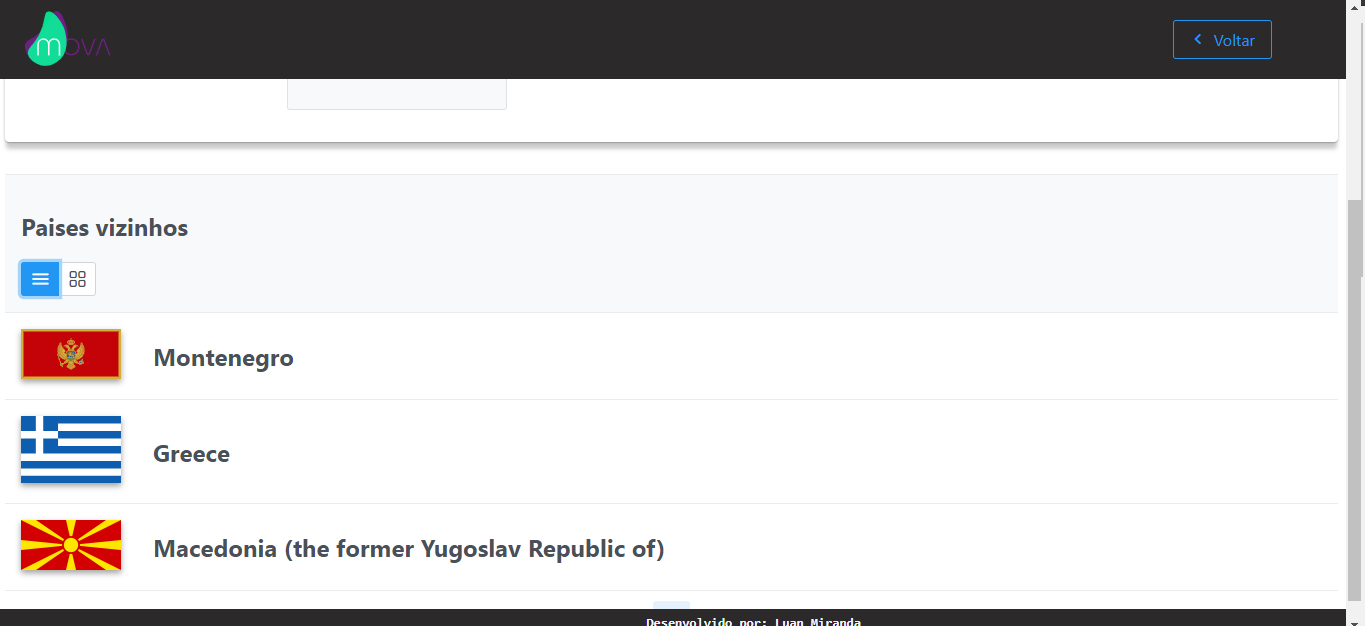 mova
Voltar
Paises vizinhos
Montenegro
Greece
Macedonia (the former Yugoslav Republic of)
Desenvolvido por: Luan Miranda